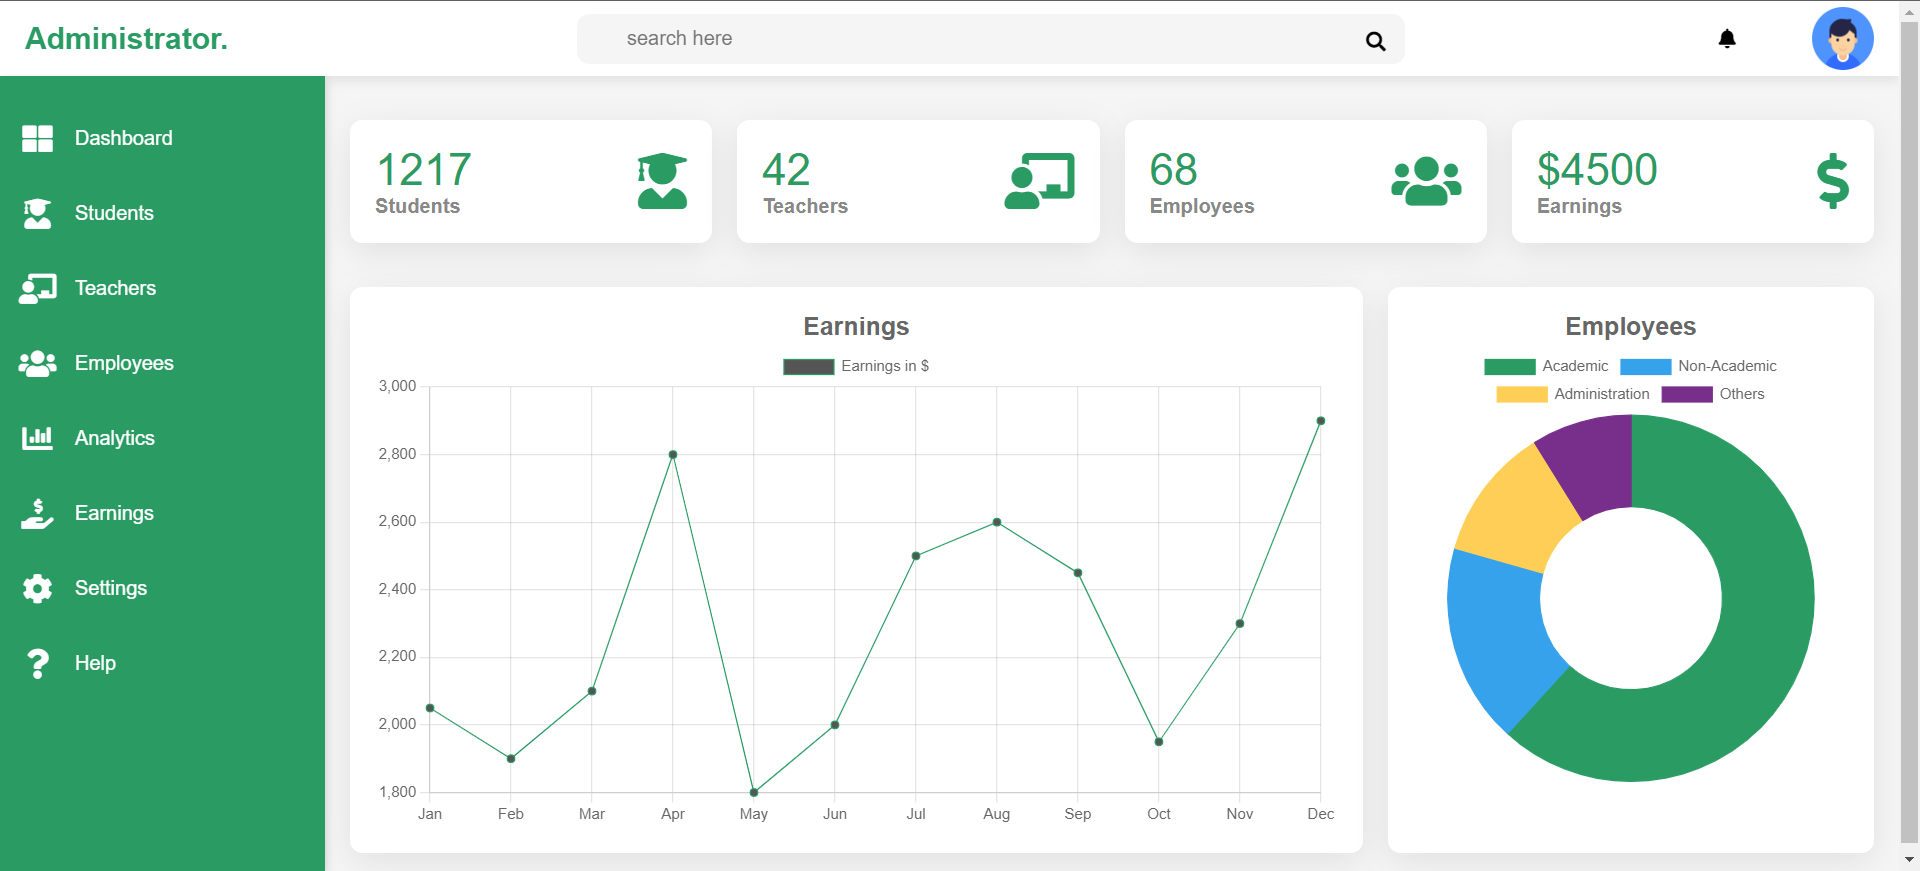 Administrator.
search here
Dashboard
Students
Teachers
Employees
Analytics
Earnings
Settings
Help
1217
Students
42
Teachers
68
Employees
$4500
Earnings
Earnings
Earnings in $
3,000
2,800
2,600
2,400
2,200
2,000
1,800
Jan Feb Mar Apr May Jun Jul Aug Sep Oct Nov Dec
Employees
Academic Non-Academic
Administration Others